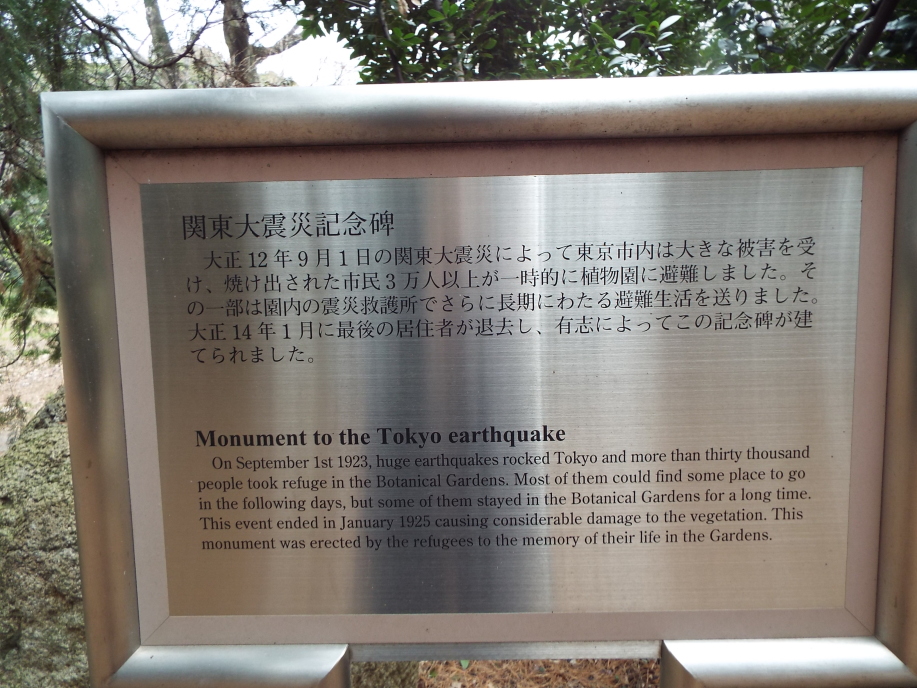 関東大震災記念碑
大正12年9月1日の関東大震災によって東京市内は大きな被害を受
け、焼け出された市民3万人以上が一時的に植物園に避難しました。そ
の一部は園内の震災救護所でさらに長期にわたる避難生活を送りました。
大正14年1月に最後の居住者が退去し、有志によってこの記念碑が建
てられました。
Monument to the Tokyo earthquake
On September 1st 1923, huge earthquakes rocked Tokyo and more than thirty thousand
people took refuge in the Botanical Gardens. Most of them could find some place to go
in the following days, but some of them stayed in the Botanical Gardens for a long time.
This event ended in January 1925 causing considerable damage to the vegetation. This
monument was erected by the refugees to the memory of their life in the Gardens.